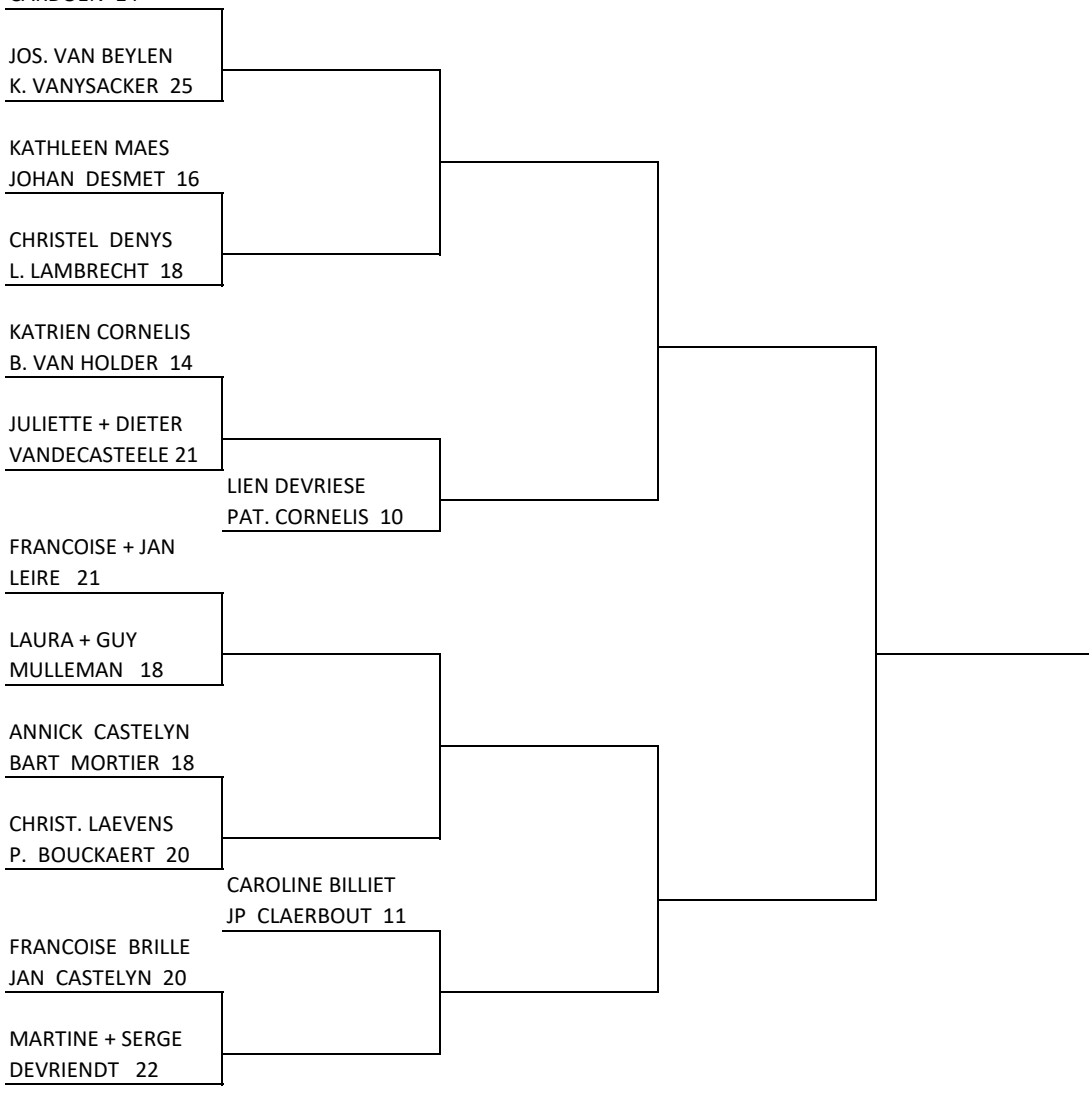 JOS. VAN BEYLEN
K. VANYSACKER 25
KATHLEEN MAES
JOHAN DESMET 16
CHRISTEL DENYS
L. LAMBRECHT 18
KATRIEN CORNELIS
B. VAN HOLDER 14
JULIETTE + DIETER
VANDECASTEELE 21
LIEN DEVRIESE
PAT. CORNELIS 10
FRANCOISE + JAN
LEIRE 21
LAURA + GUY
MULLEMAN 18
ANNICK CASTELYN
BART MORTIER 18
CHRIST. LAEVENS
P. BOUCKAERT 20
CAROLINE BILLIET
JP CLAERBOUT 11
FRANCOISE BRILLE
JAN CASTELYN 20
MARTINE + SERGE
DEVRIENDT 22